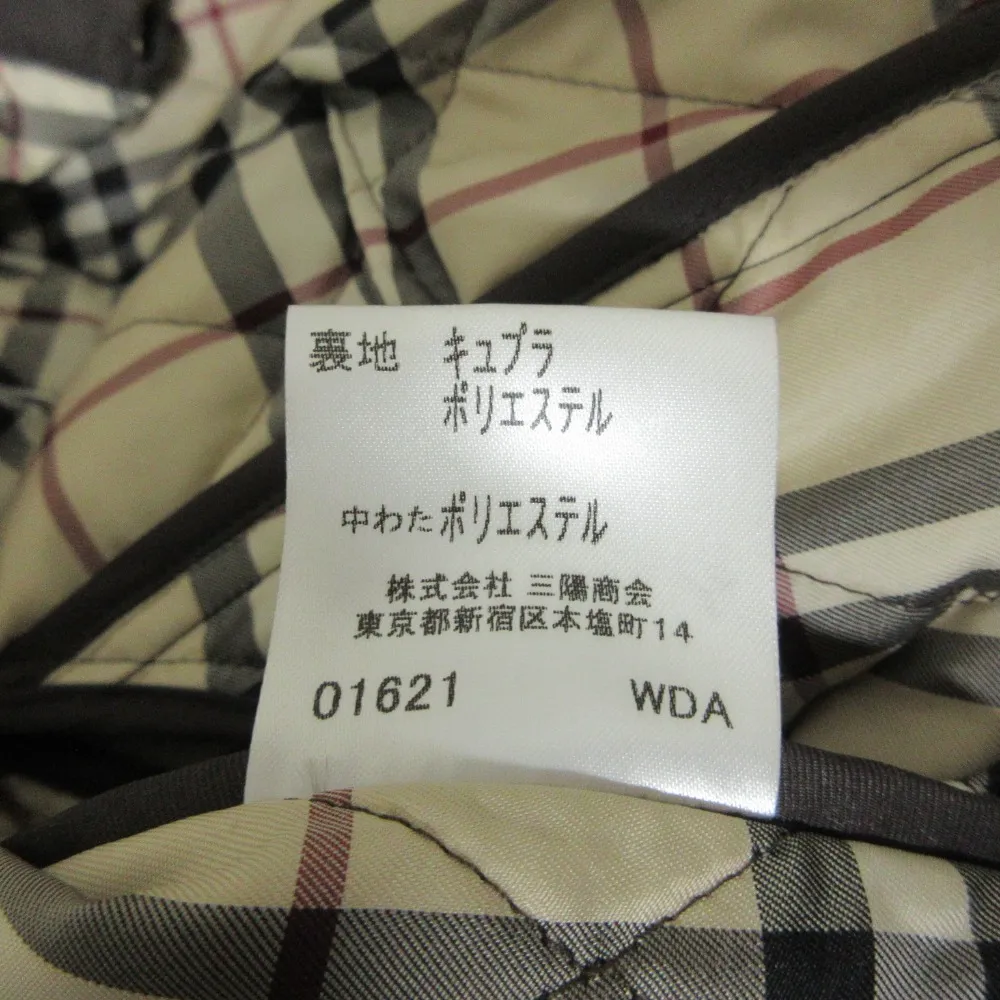 裏地 キュプラ
ポリエステル
中わたポリエステル
株式会社 三陽商会
東京都新宿区本塩町14
01621 WDA